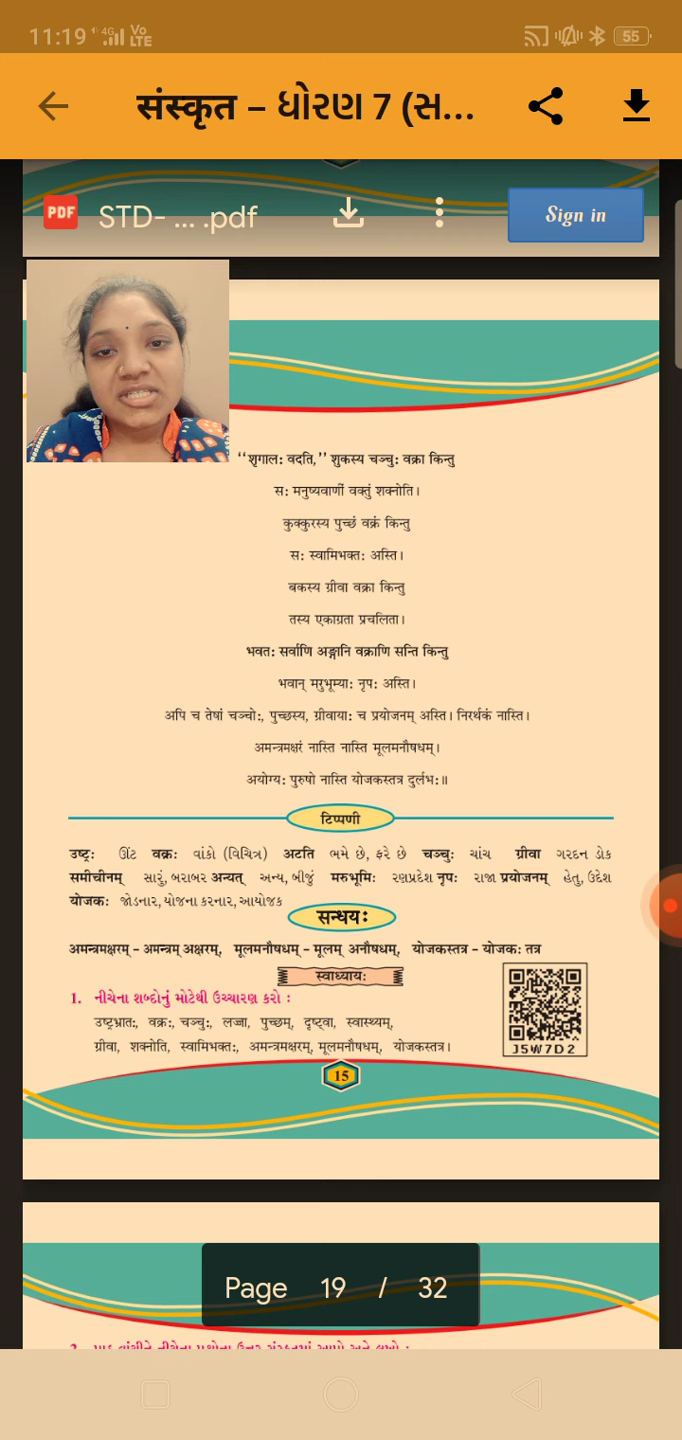 11:19 4G Vo LTE 55
संस्कृत – ધોરણ 7 (સ...
PDF STD- ... .pdf Sign in
‘‘शृगालः वदति,’’ शुकस्य चञ्चुः वक्रा किन्तु
सः मनुष्यवाणीं वक्तुं शक्नोति।
कुक्कुरस्य पुच्छं वक्रं किन्तु
सः स्वामिभक्तः अस्ति।
बकस्य ग्रीवा वक्रा किन्तु
तस्य एकाग्रता प्रचलिता।
भवतः सर्वाणि अङ्गानि वक्राणि सन्ति किन्तु
भवान् मरुभूम्याः नृपः अस्ति।
अपि च तेषां चञ्चोः, पुच्छस्य, ग्रीवायाः च प्रयोजनम् अस्ति। निरर्थकं नास्ति।
अमन्त्रमक्षरं नास्ति नास्ति मूलमनौषधम्।
अयोग्यः पुरुषो नास्ति योजकस्तत्र दुर्लभः॥
टिप्पणी
उष्ट्रः ઊંટ वक्रः વાંકો (વિચિત્ર) अटति ભમે છે, ફરે છે चञ्चुः ચાંચ ग्रीवा ગરદન ડોક
समीचीनम् સારું, બરાબર अन्यत् અન્ય, બીજું मरुभूमिः રણપ્રદેશ नृपः રાજા प्रयोजनम् હેતુ, ઉદેશ
योजकः જોડનાર, યોજના કરનાર, આયોજક
सन्धयः
अमन्त्रमक्षरम् – अमन्त्रम् अक्षरम्, मूलमनौषधम् – मूलम् अनौषधम्, योजकस्तत्र – योजकः तत्र
स्वाध्यायः
1. નીચેના શબ્દોનું મોટેથી ઉચ્ચારણ કરો :
उष्ट्रभ्रातः, वक्रः, चञ्चुः, लज्जा, पुच्छम्, दृष्ट्वा, स्वास्थ्यम्,
ग्रीवा, शक्नोति, स्वामिभक्तः, अमन्त्रमक्षरम्, मूलमनौषधम्, योजकस्तत्र।
J5W7D2
15
Page 19 / 32